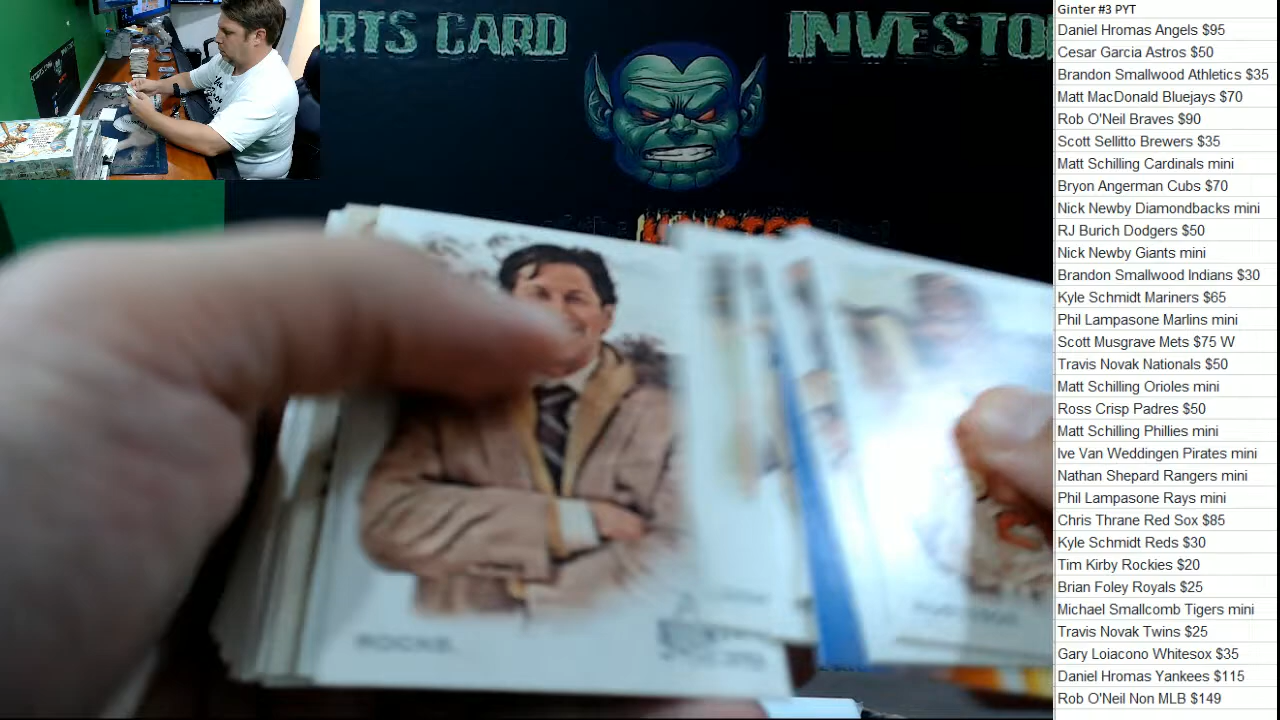 RTS CARD
INVESTO
Ginter #3 PYT
Daniel Hromas Angels $95
Cesar Garcia Astros $50
Brandon Smallwood Athletics $35
Matt MacDonald Bluejays $70
Rob O'Neil Braves $90
Scott Sellitto Brewers $35
Matt Schilling Cardinals mini
Bryon Angerman Cubs $70
Nick Newby Diamondbacks mini
RJ Burich Dodgers $50
Nick Newby Giants mini
Brandon Smallwood Indians $30
Kyle Schmidt Mariners $65
Phil Lampasone Marlins mini
Scott Musgrave Mets $75 W
Travis Novak Nationals $50
Matt Schilling Orioles mini
Ross Crisp Padres $50
Matt Schilling Phillies mini
Ive Van Weddingen Pirates mini
Nathan Shepard Rangers mini
Phil Lampasone Rays mini
Chris Thrane Red Sox $85
Kyle Schmidt Reds $30
Tim Kirby Rockies $20
Brian Foley Royals $25
Michael Smallcomb Tigers mini
Travis Novak Twins $25
Gary Loiacono Whitesox $35
Daniel Hromas Yankees $115
Rob O'Neil Non MLB $149